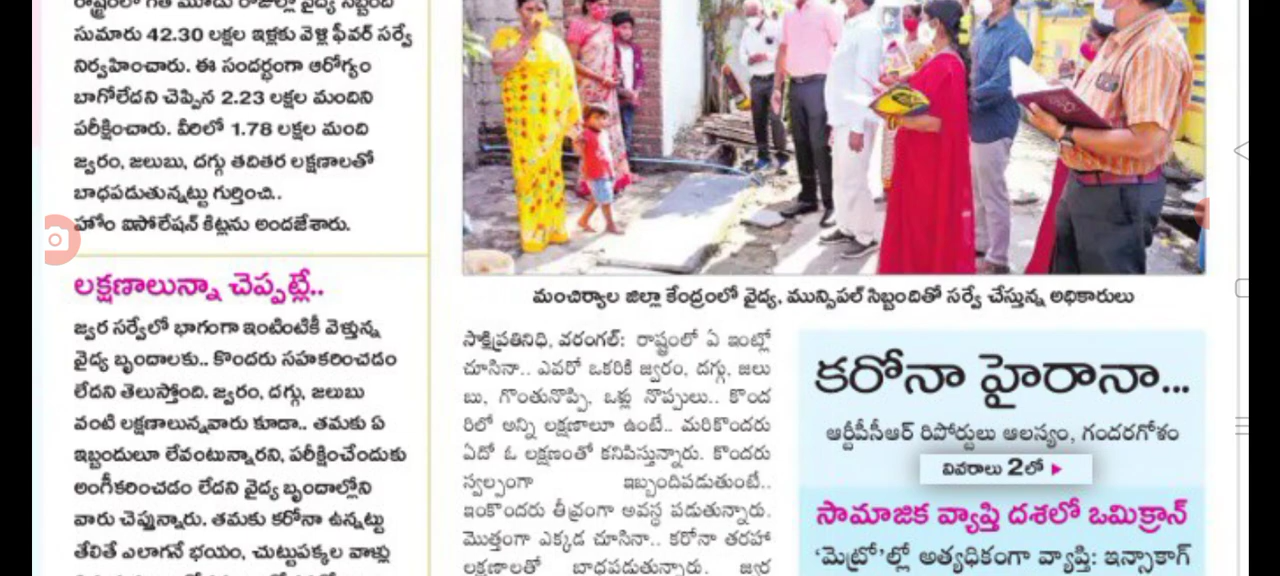 రాష్ట్రంలో గత మూడు రోజుల్లో వైద్య సిబ్బంది
సుమారు 42.30 లక్షల ఇళ్లకు వెళ్లి ఫీవర్ సర్వే
నిర్వహించారు. ఈ సందర్భంగా ఆరోగ్యం
బాగోలేదని చెప్పిన 2.23 లక్షల మందిని
పరీక్షించారు. వీరిలో 1.78 లక్షల మంది
జ్వరం, జలుబు, దగ్గు తదితర లక్షణాలతో
బాధపడుతున్నట్టు గుర్తించి..
హోం ఐసోలేషన్ కిట్లను అందజేశారు.
లక్షణాలున్నా చెప్పట్లే..
జ్వర సర్వేలో భాగంగా ఇంటింటికీ వెళ్తున్న
వైద్య బృందాలకు.. కొందరు సహకరించడం
లేదని తెలుస్తోంది. జ్వరం, దగ్గు, జలుబు
వంటి లక్షణాలున్నవారు కూడా.. తమకు ఏ
ఇబ్బందులూ లేవంటున్నారని, పరీక్షించేందుకు
అంగీకరించడం లేదని వైద్య బృందాల్లోని
వారు చెప్తున్నారు. తమకు కరోనా ఉన్నట్టు
తేలితే ఎలాగనే భయం, చుట్టుపక్కల వాళ్లు
మంచిర్యాల జిల్లా కేంద్రంలో వైద్య, మున్సిపల్ సిబ్బందితో సర్వే చేస్తున్న అధికారులు
సాక్షిప్రతినిధి, వరంగల్: రాష్ట్రంలో ఏ ఇంట్లో
చూసినా.. ఎవరో ఒకరికి జ్వరం, దగ్గు, జలు
బు, గొంతునొప్పి, ఒళ్లు నొప్పులు.. కొంద
రిలో అన్ని లక్షణాలూ ఉంటే.. మరికొందరు
ఏదో ఓ లక్షణంతో కనిపిస్తున్నారు. కొందరు
స్వల్పంగా ఇబ్బందిపడుతుంటే..
ఇంకొందరు తీవ్రంగా అవస్థ పడుతున్నారు.
మొత్తంగా ఎక్కడ చూసినా.. కరోనా తరహా
లక్షణాలతో బాధపడుతున్నారు. జ్వర
కరోనా హైరానా...
ఆర్టీపీసీఆర్ రిపోర్టులు ఆలస్యం, గందరగోళం
వివరాలు 2లో
సామాజిక వ్యాప్తి దశలో ఒమిక్రాన్
‘మెట్రో’ల్లో అత్యధికంగా వ్యాప్తి: ఇన్సాకాగ్